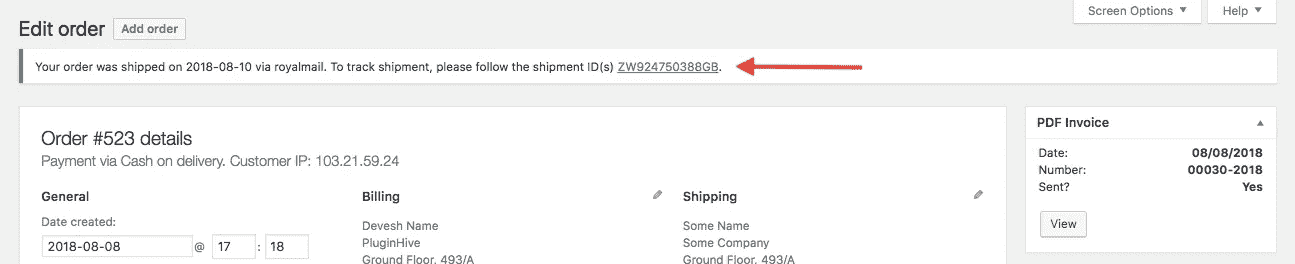 Screen Options ▼ Help ▼
Edit order Add order
Your order was shipped on 2018-08-10 via royalmail. To track shipment, please follow the shipment ID(s) ZW924750388GB.
Order #523 details
Payment via Cash on delivery. Customer IP: 103.21.59.24
General
Date created:
2018-08-08 @ 17 : 18
Billing
Devesh Name
PluginHive
Ground Floor, 493/A
Shipping
Some Name
Some Company
Ground Floor, 493/A
PDF Invoice ▲
Date: 08/08/2018
Number: 00030-2018
Sent? Yes
View